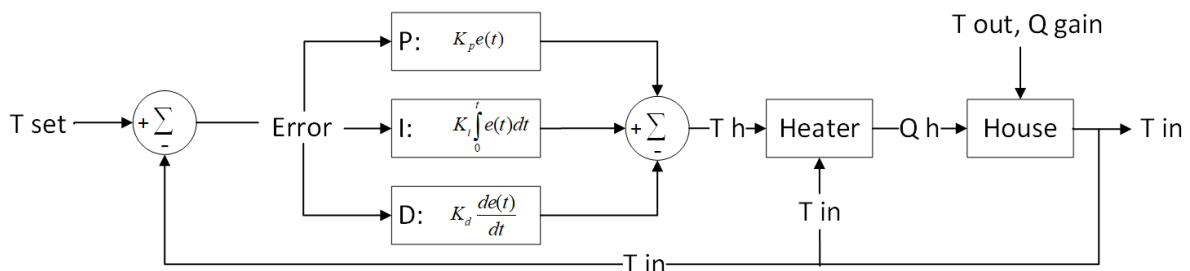 T out, Q gain
P: K_p e(t)
T set
+ Σ
-
Error
I: K_i ∫_0^t e(t)dt
+ Σ
-
T h
Heater
Q h
House
T in
D: K_d de(t)/dt
T in
T in